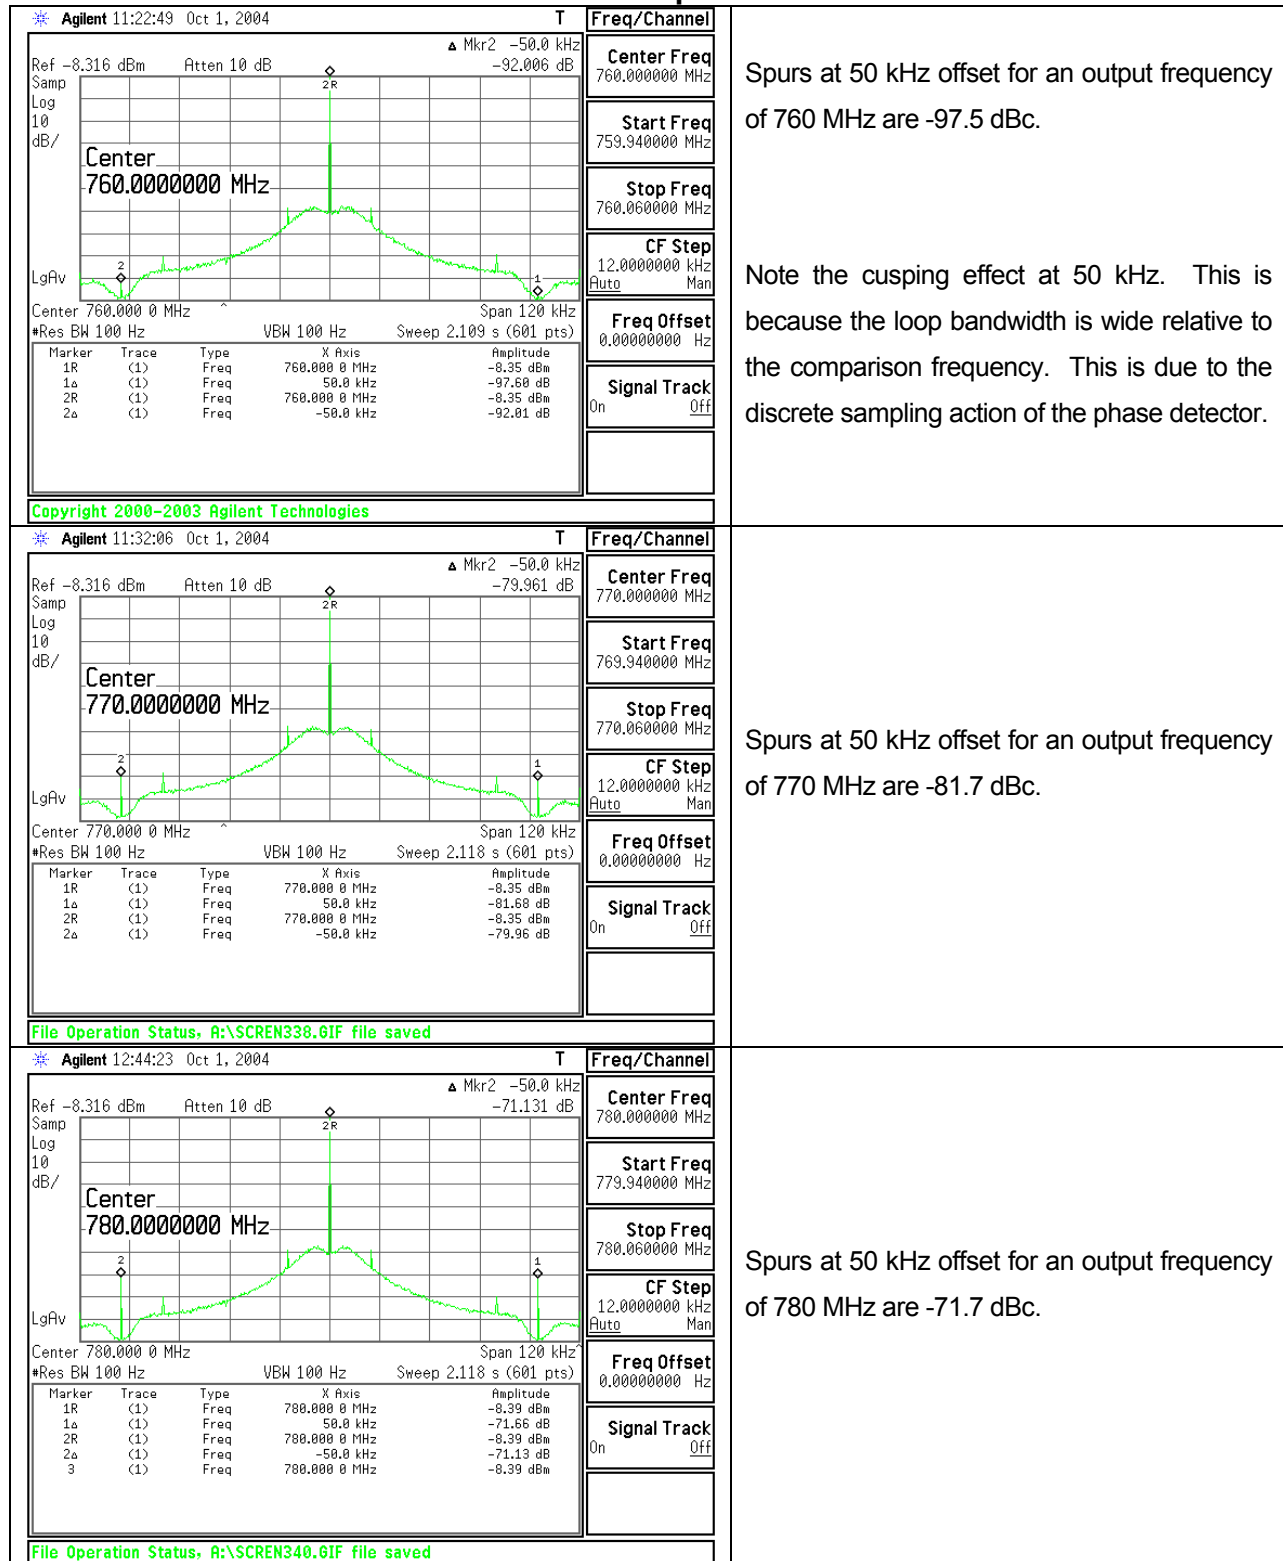 Agilent 11:22:49 Oct 1, 2004 T
Freq/Channel
Δ Mkr2 -50.0 kHz
Ref -8.316 dBm Atten 10 dB -92.006 dB
Samp
Log
10
dB/
2R
Center
760.0000000 MHz
2
1
LgAv
Center 760.000 0 MHz ^ Span 120 kHz
#Res BW 100 Hz VBW 100 Hz Sweep 2.109 s (601 pts)
Marker Trace Type X Axis Amplitude
1R (1) Freq 760.000 0 MHz -8.35 dBm
1Δ (1) Freq 50.0 kHz -97.60 dB
2R (1) Freq 760.000 0 MHz -8.35 dBm
2Δ (1) Freq -50.0 kHz -92.01 dB
Copyright 2000-2003 Agilent Technologies
Center Freq
760.000000 MHz
Start Freq
759.940000 MHz
Stop Freq
760.060000 MHz
CF Step
12.0000000 kHz
Auto Man
Freq Offset
0.00000000 Hz
Signal Track
On Off
Spurs at 50 kHz offset for an output frequency
of 760 MHz are -97.5 dBc.
Note the cusping effect at 50 kHz. This is
because the loop bandwidth is wide relative to
the comparison frequency. This is due to the
discrete sampling action of the phase detector.
Agilent 11:32:06 Oct 1, 2004 T
Freq/Channel
Δ Mkr2 -50.0 kHz
Ref -8.316 dBm Atten 10 dB -79.961 dB
Samp
Log
10
dB/
2R
Center
770.0000000 MHz
2
1
LgAv
Center 770.000 0 MHz ^ Span 120 kHz
#Res BW 100 Hz VBW 100 Hz Sweep 2.118 s (601 pts)
Marker Trace Type X Axis Amplitude
1R (1) Freq 770.000 0 MHz -8.35 dBm
1Δ (1) Freq 50.0 kHz -81.68 dB
2R (1) Freq 770.000 0 MHz -8.35 dBm
2Δ (1) Freq -50.0 kHz -79.96 dB
File Operation Status, A:\SCREN338.GIF file saved
Center Freq
770.000000 MHz
Start Freq
769.940000 MHz
Stop Freq
770.060000 MHz
CF Step
12.0000000 kHz
Auto Man
Freq Offset
0.00000000 Hz
Signal Track
On Off
Spurs at 50 kHz offset for an output frequency
of 770 MHz are -81.7 dBc.
Agilent 12:44:23 Oct 1, 2004 T
Freq/Channel
Δ Mkr2 -50.0 kHz
Ref -8.316 dBm Atten 10 dB -71.131 dB
Samp
Log
10
dB/
2R
Center
780.0000000 MHz
2
1
LgAv
Center 780.000 0 MHz Span 120 kHz^
#Res BW 100 Hz VBW 100 Hz Sweep 2.118 s (601 pts)
Marker Trace Type X Axis Amplitude
1R (1) Freq 780.000 0 MHz -8.39 dBm
1Δ (1) Freq 50.0 kHz -71.66 dB
2R (1) Freq 780.000 0 MHz -8.39 dBm
2Δ (1) Freq -50.0 kHz -71.13 dB
3 (1) Freq 780.000 0 MHz -8.39 dBm
File Operation Status, A:\SCREN340.GIF file saved
Center Freq
780.000000 MHz
Start Freq
779.940000 MHz
Stop Freq
780.060000 MHz
CF Step
12.0000000 kHz
Auto Man
Freq Offset
0.00000000 Hz
Signal Track
On Off
Spurs at 50 kHz offset for an output frequency
of 780 MHz are -71.7 dBc.